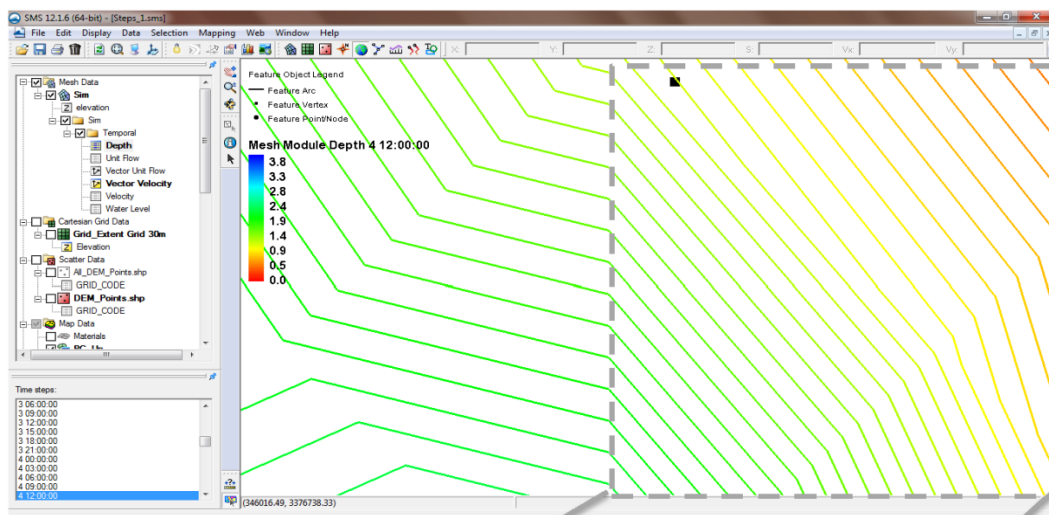 SMS 12.1.6 (64-bit) - [Steps_1.sms]
File Edit Display Data Selection Mapping Web Window Help
X: Y: Z: S: Vx: Vy:
Mesh Data
Sim
elevation
Sim
Temporal
Depth
Unit Flow
Vector Unit Flow
Vector Velocity
Velocity
Water Level
Cartesian Grid Data
Grid_Extent Grid 30m
Elevation
Scatter Data
All_DEM_Points.shp
GRID_CODE
DEM_Points.shp
GRID_CODE
Map Data
Materials
Time steps:
3 06:00:00
3 09:00:00
3 12:00:00
3 15:00:00
3 18:00:00
3 21:00:00
4 00:00:00
4 03:00:00
4 06:00:00
4 09:00:00
4 12:00:00
Feature Object Legend
Feature Arc
Feature Vertex
Feature Point/Node
Mesh Module Depth 4 12:00:00
3.8
3.3
2.8
2.4
1.9
1.4
0.9
0.5
0.0
(346016.49, 3376738.33)